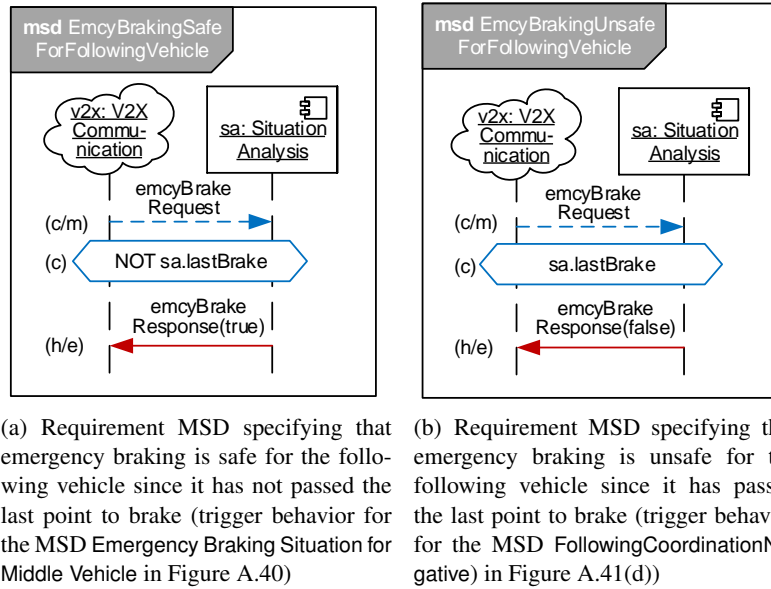 msd EmcyBrakingSafe
ForFollowingVehicle
v2x: V2X
Commu-
nication
sa: Situation
Analysis
emcyBrake
Request
(c/m)
(c)
NOT sa.lastBrake
emcyBrake
Response(true)
(h/e)
msd EmcyBrakingUnsafe
ForFollowingVehicle
v2x: V2X
Commu-
nication
sa: Situation
Analysis
emcyBrake
Request
(c/m)
(c)
sa.lastBrake
emcyBrake
Response(false)
(h/e)
(a) Requirement MSD specifying that
emergency braking is safe for the follo-
wing vehicle since it has not passed the
last point to brake (trigger behavior for
the MSD Emergency Braking Situation for
Middle Vehicle in Figure A.40)
(b) Requirement MSD specifying th
emergency braking is unsafe for t
following vehicle since it has pass
the last point to brake (trigger behav
for the MSD FollowingCoordinationN
gative) in Figure A.41(d))